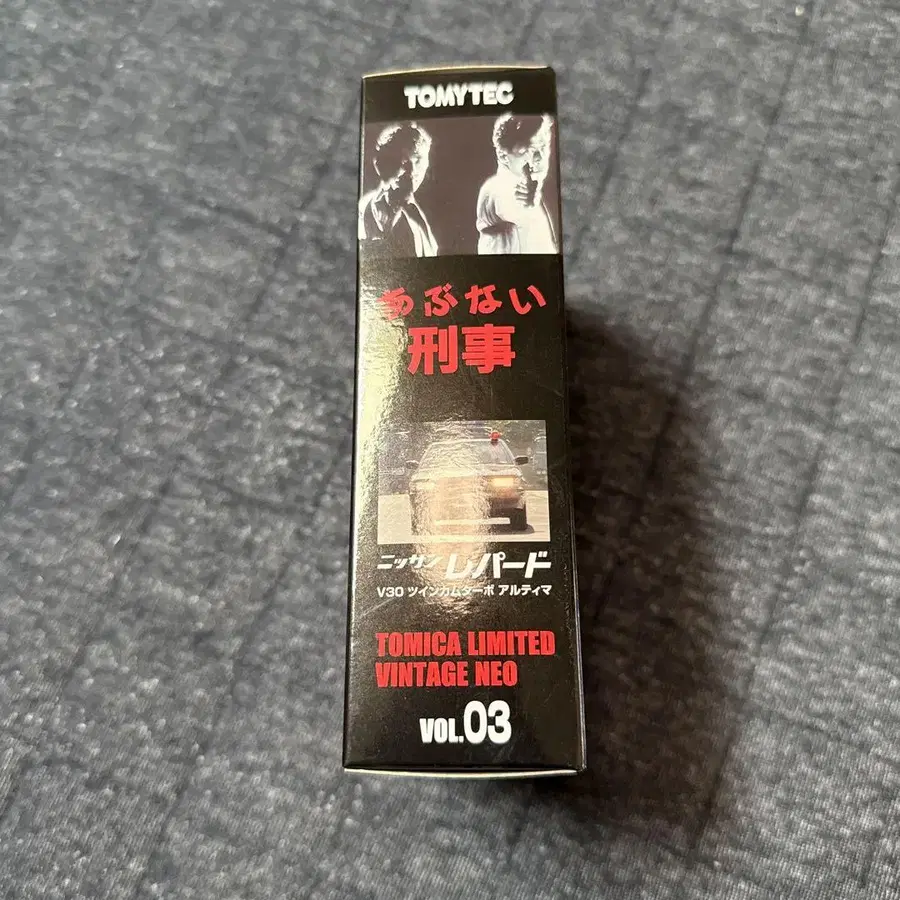 TOMYTEC
あぶない
刑事
ニッサン レパード
V30 ツインカムターボ アルティマ
TOMICA LIMITED
VINTAGE NEO
VOL.03